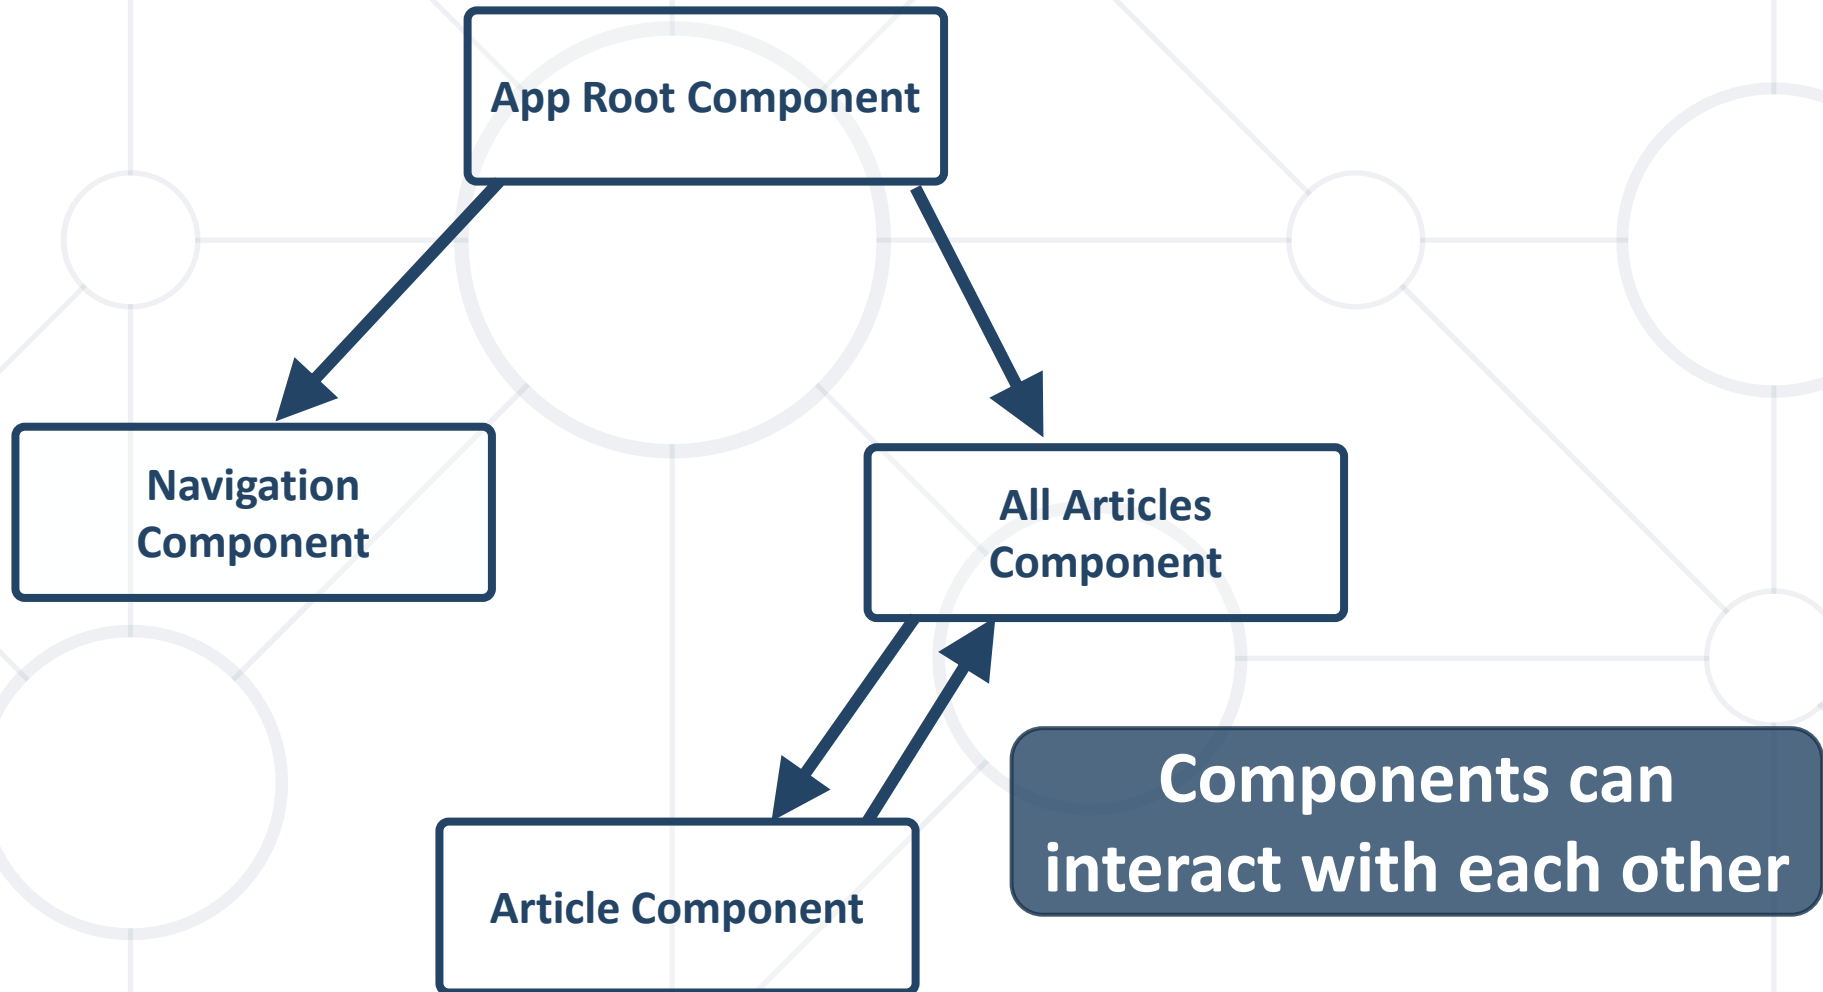 App Root Component
Navigation
Component
All Articles
Component
Components can
interact with each other
Article Component